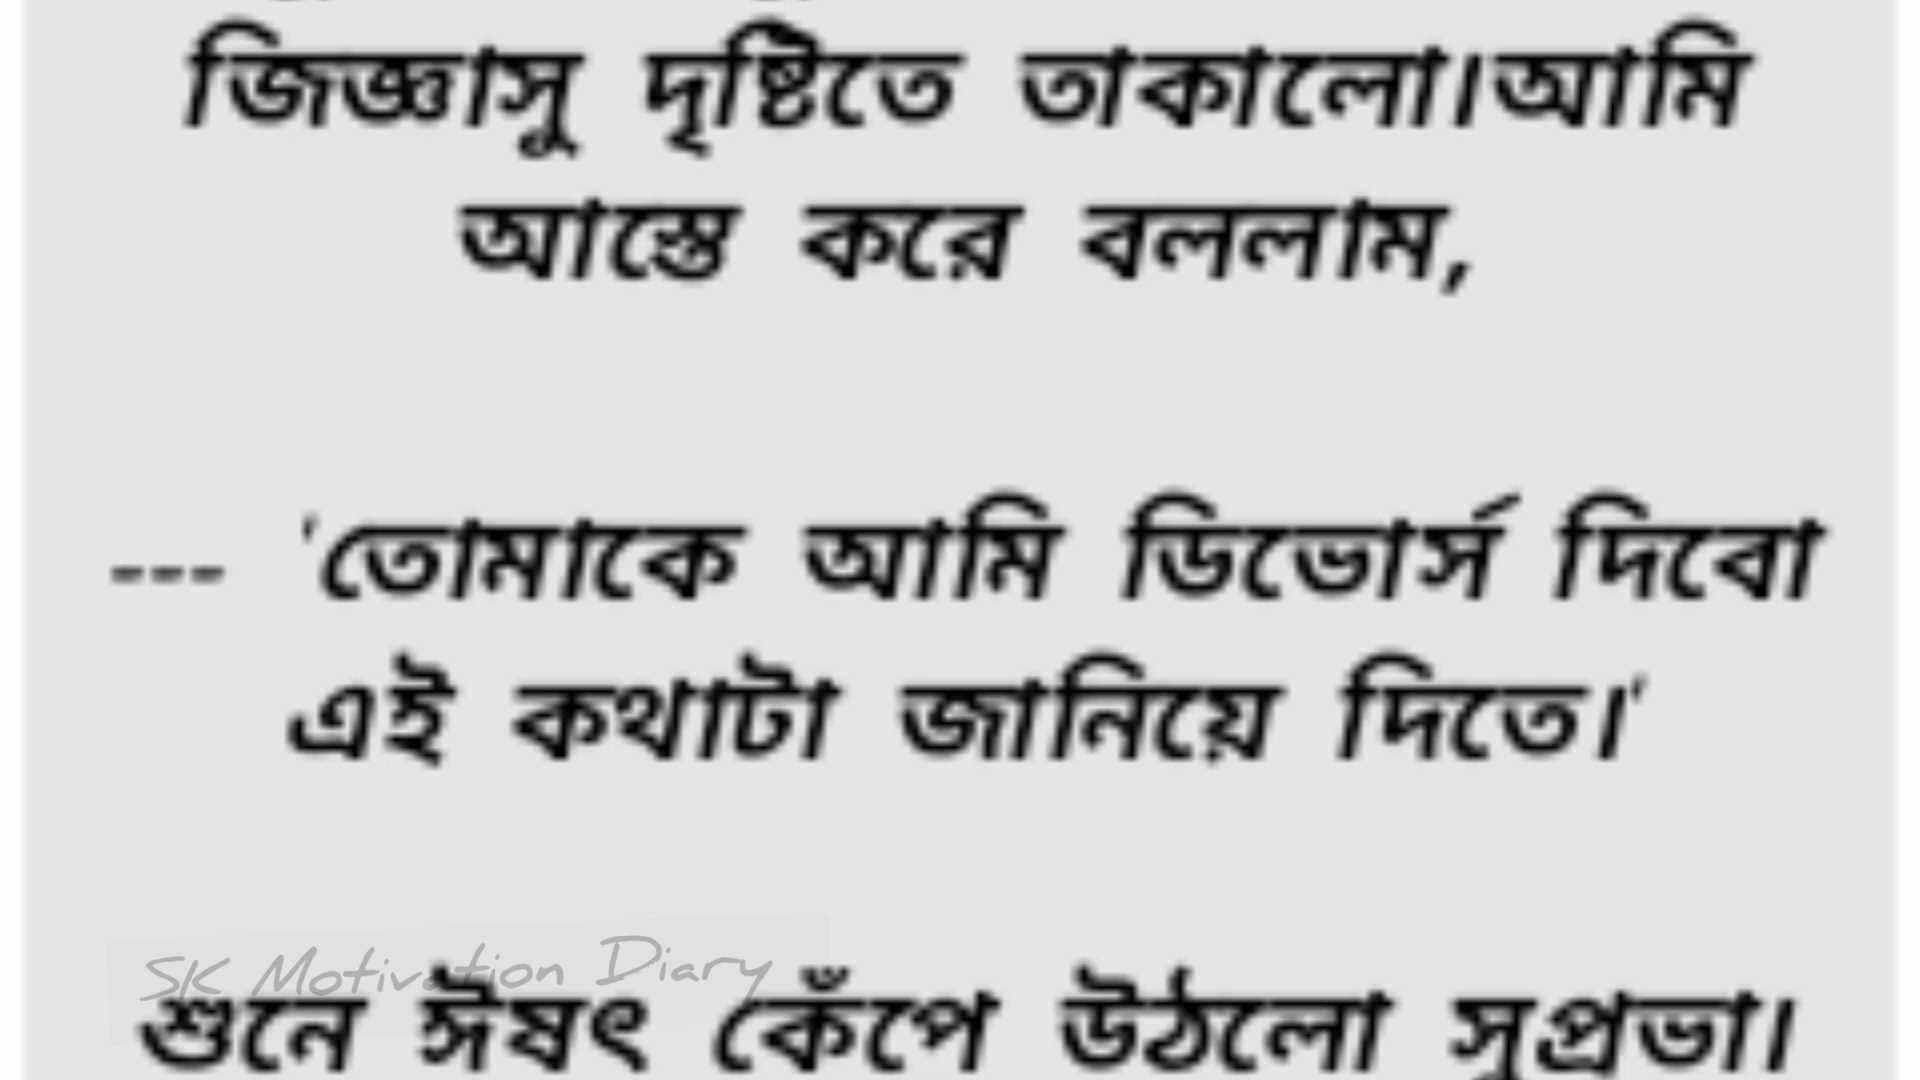 জিজ্ঞাসু দৃষ্টিতে তাকালো।আমি
আস্তে করে বললাম,
--- 'তোমাকে আমি ডিভোর্স দিবো
এই কথাটা জানিয়ে দিতে।'
SK Motivation Diary
শুনে ঈষৎ কেঁপে উঠলো সুপ্রভা।